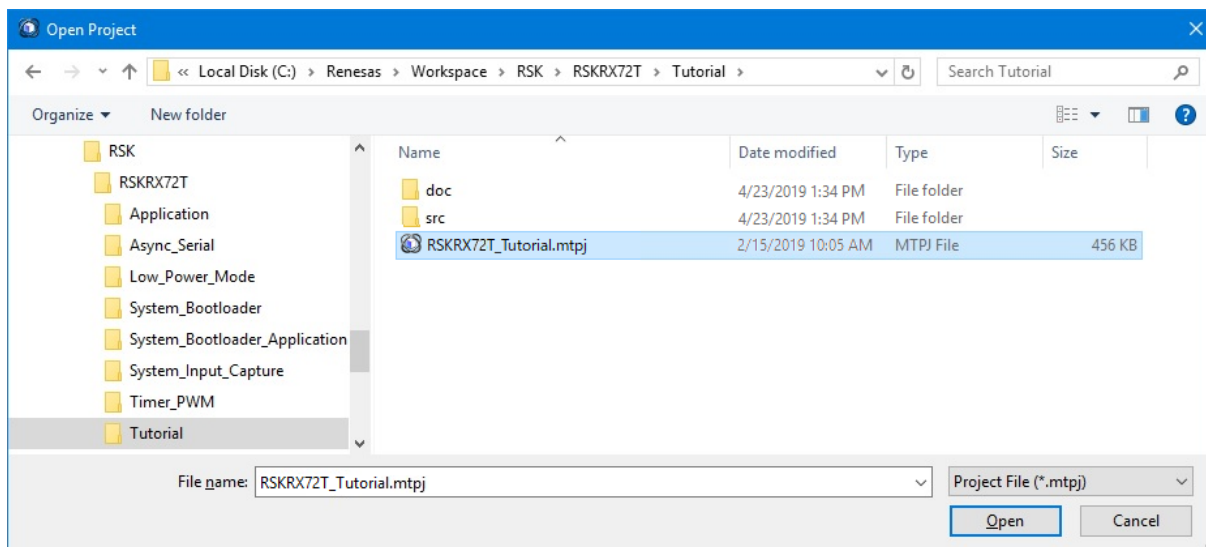 Open Project
« Local Disk (C:) > Renesas > Workspace > RSK > RSKRX72T > Tutorial >
Search Tutorial
Organize New folder
RSK
RSKRX72T
Application
Async_Serial
Low_Power_Mode
System_Bootloader
System_Bootloader_Application
System_Input_Capture
Timer_PWM
Tutorial
Name Date modified Type Size
doc 4/23/2019 1:34 PM File folder
src 4/23/2019 1:34 PM File folder
RSKRX72T_Tutorial.mtpj 2/15/2019 10:05 AM MTPJ File 456 KB
File name: RSKRX72T_Tutorial.mtpj Project File (*.mtpj)
Open Cancel